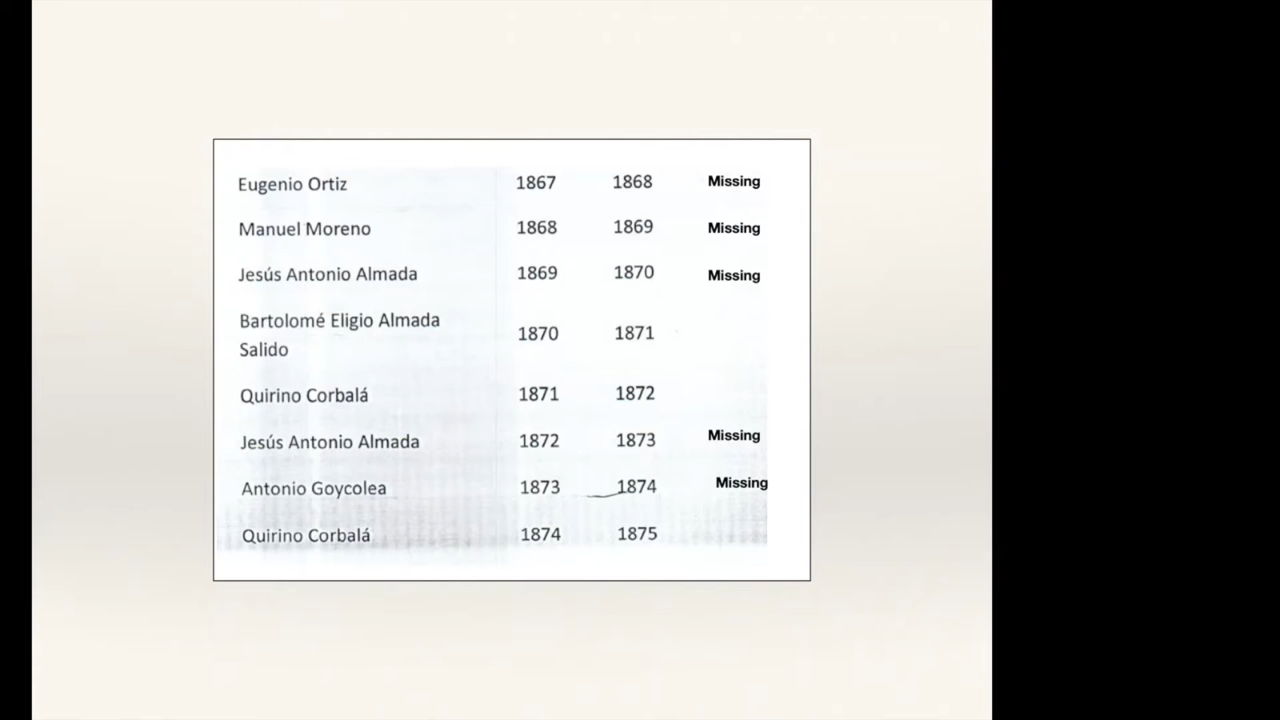 Eugenio Ortiz 1867 1868 Missing
Manuel Moreno 1868 1869 Missing
Jesús Antonio Almada 1869 1870 Missing
Bartolomé Eligio Almada
Salido 1870 1871
Quirino Corbalá 1871 1872
Jesús Antonio Almada 1872 1873 Missing
Antonio Goycolea 1873 1874 Missing
Quirino Corbalá 1874 1875